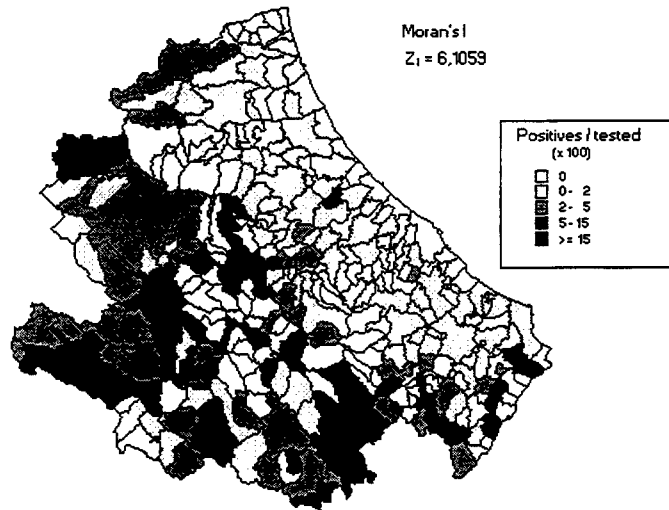 Moran's I
Z₁ = 6,1059
Positives / tested
(x 100)
0
0- 2
2- 5
5-15
>= 15